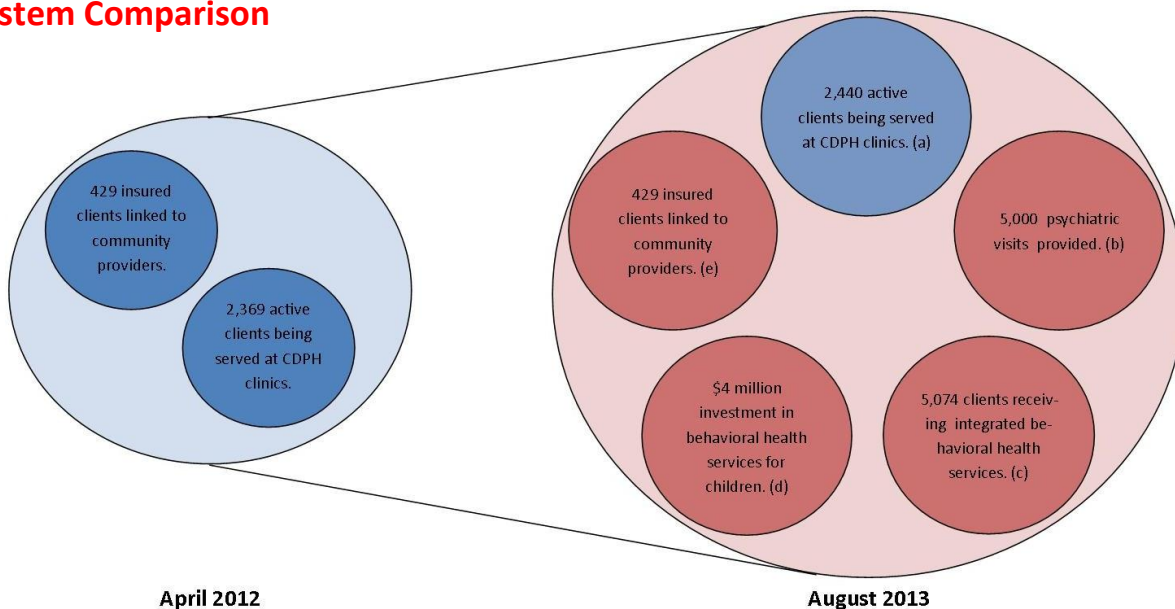 stem Comparison
429 insured
clients linked to
community
providers.
2,369 active
clients being
served at CDPH
clinics.
2,440 active
clients being served
at CDPH clinics. (a)
429 insured
clients linked to
community
providers. (e)
5,000 psychiatric
visits provided. (b)
$4 million
investment in
behavioral health
services for
children. (d)
5,074 clients receiv-
ing integrated be-
havioral health
services. (c)
April 2012
August 2013